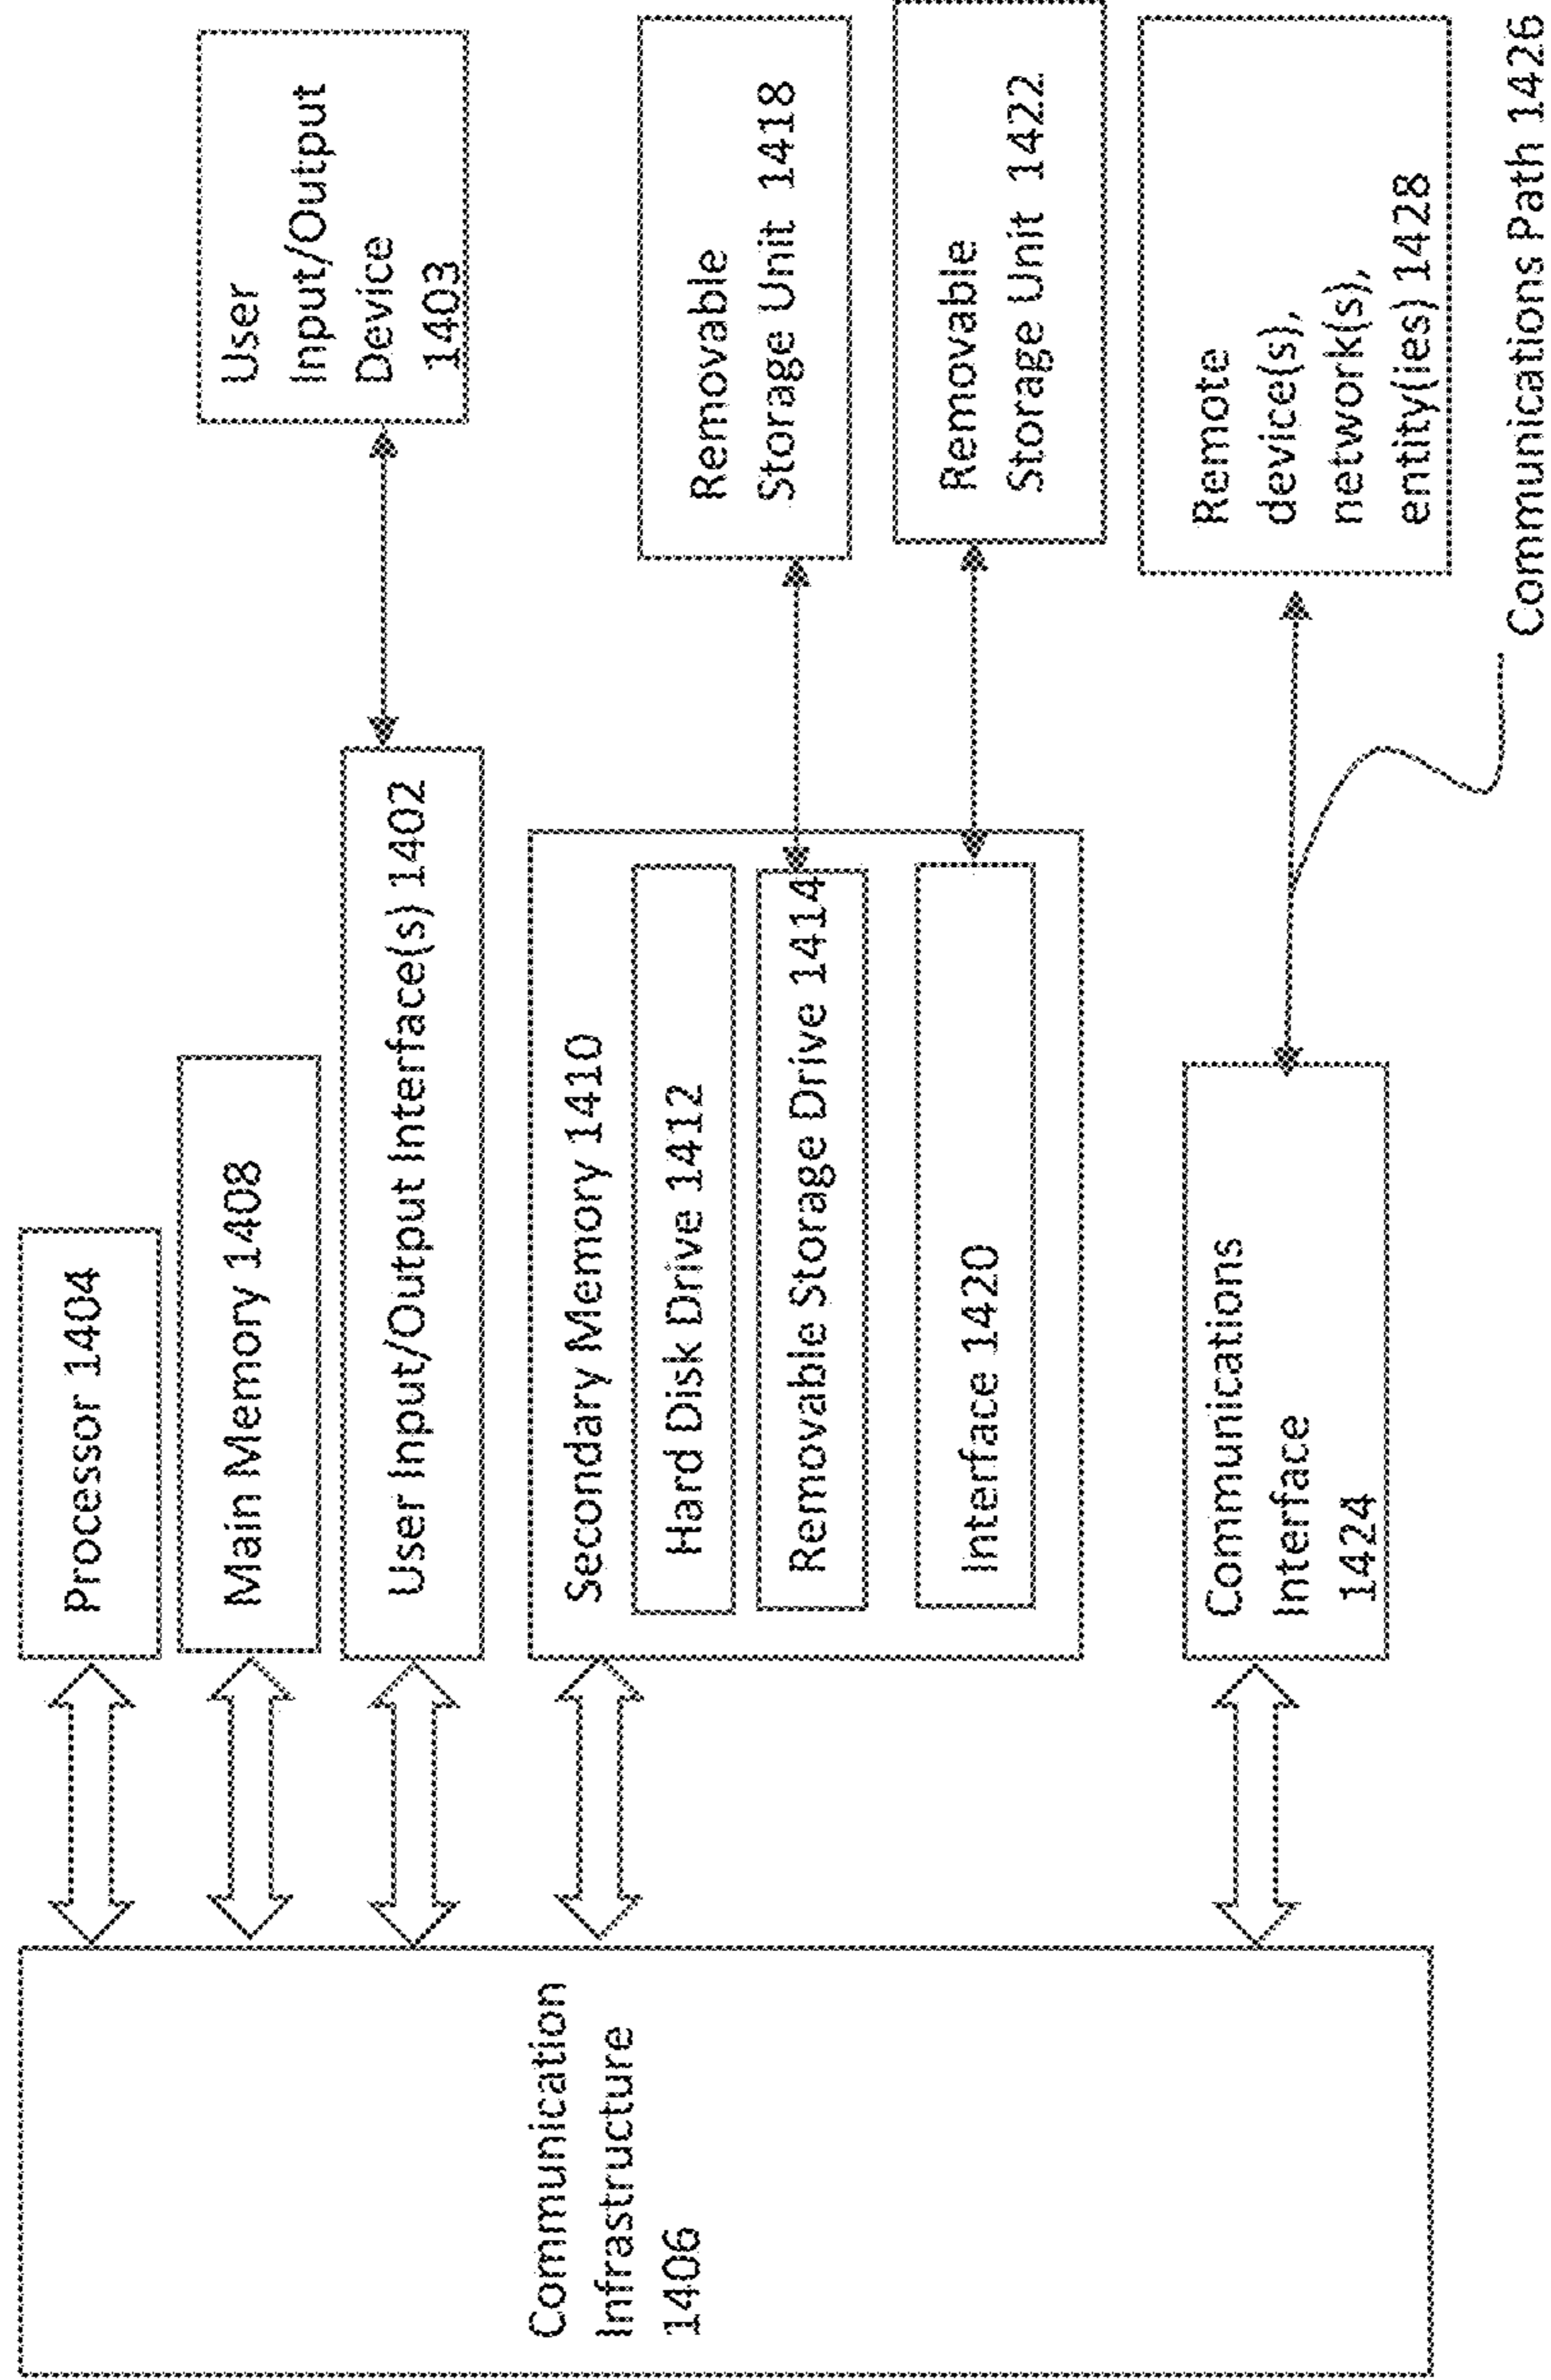 Processor 1404
Main Memory 1408
User Input/Output Interface(s) 1402
User
Input/Output
Device
1403
Communication
Infrastructure
1406
Secondary Memory 1410
Hard Disk Drive 1412
Removable Storage Drive 1414
Interface 1420
Removable
Storage Unit 1418
Removable
Storage Unit 1422
Communications
Interface
1424
Remote
device(s),
network(s),
entity(ies) 1428
Communications Path 1426